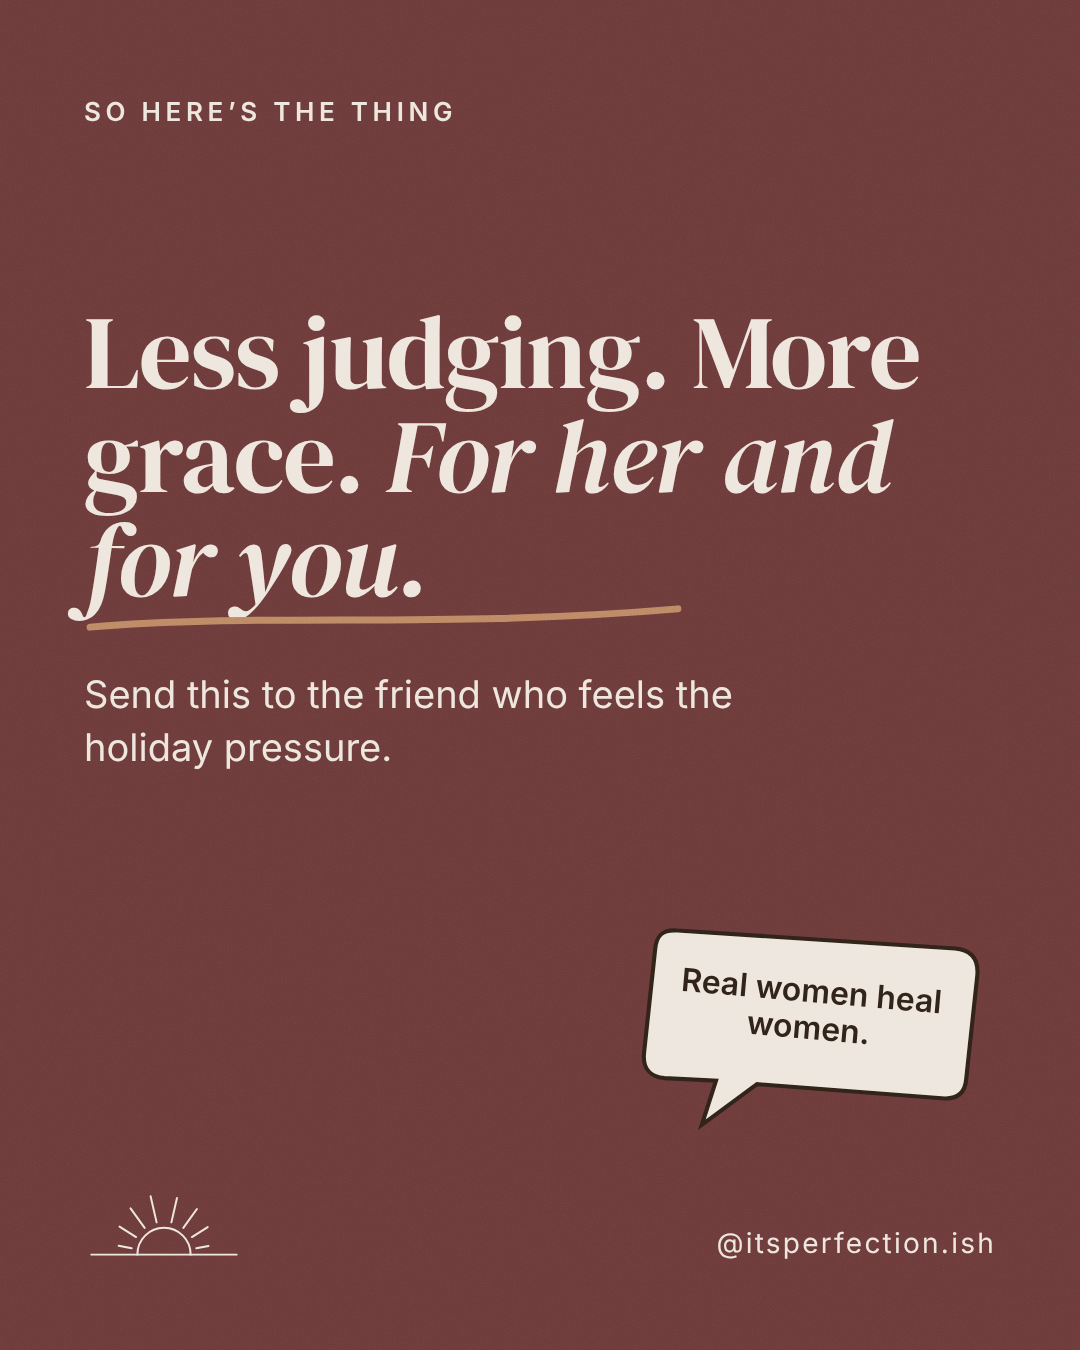 SO HERE’S THE THING
Less judging. More
grace. For her and
for you.
Send this to the friend who feels the
holiday pressure.
Real women heal
women.
@itsperfection.ish